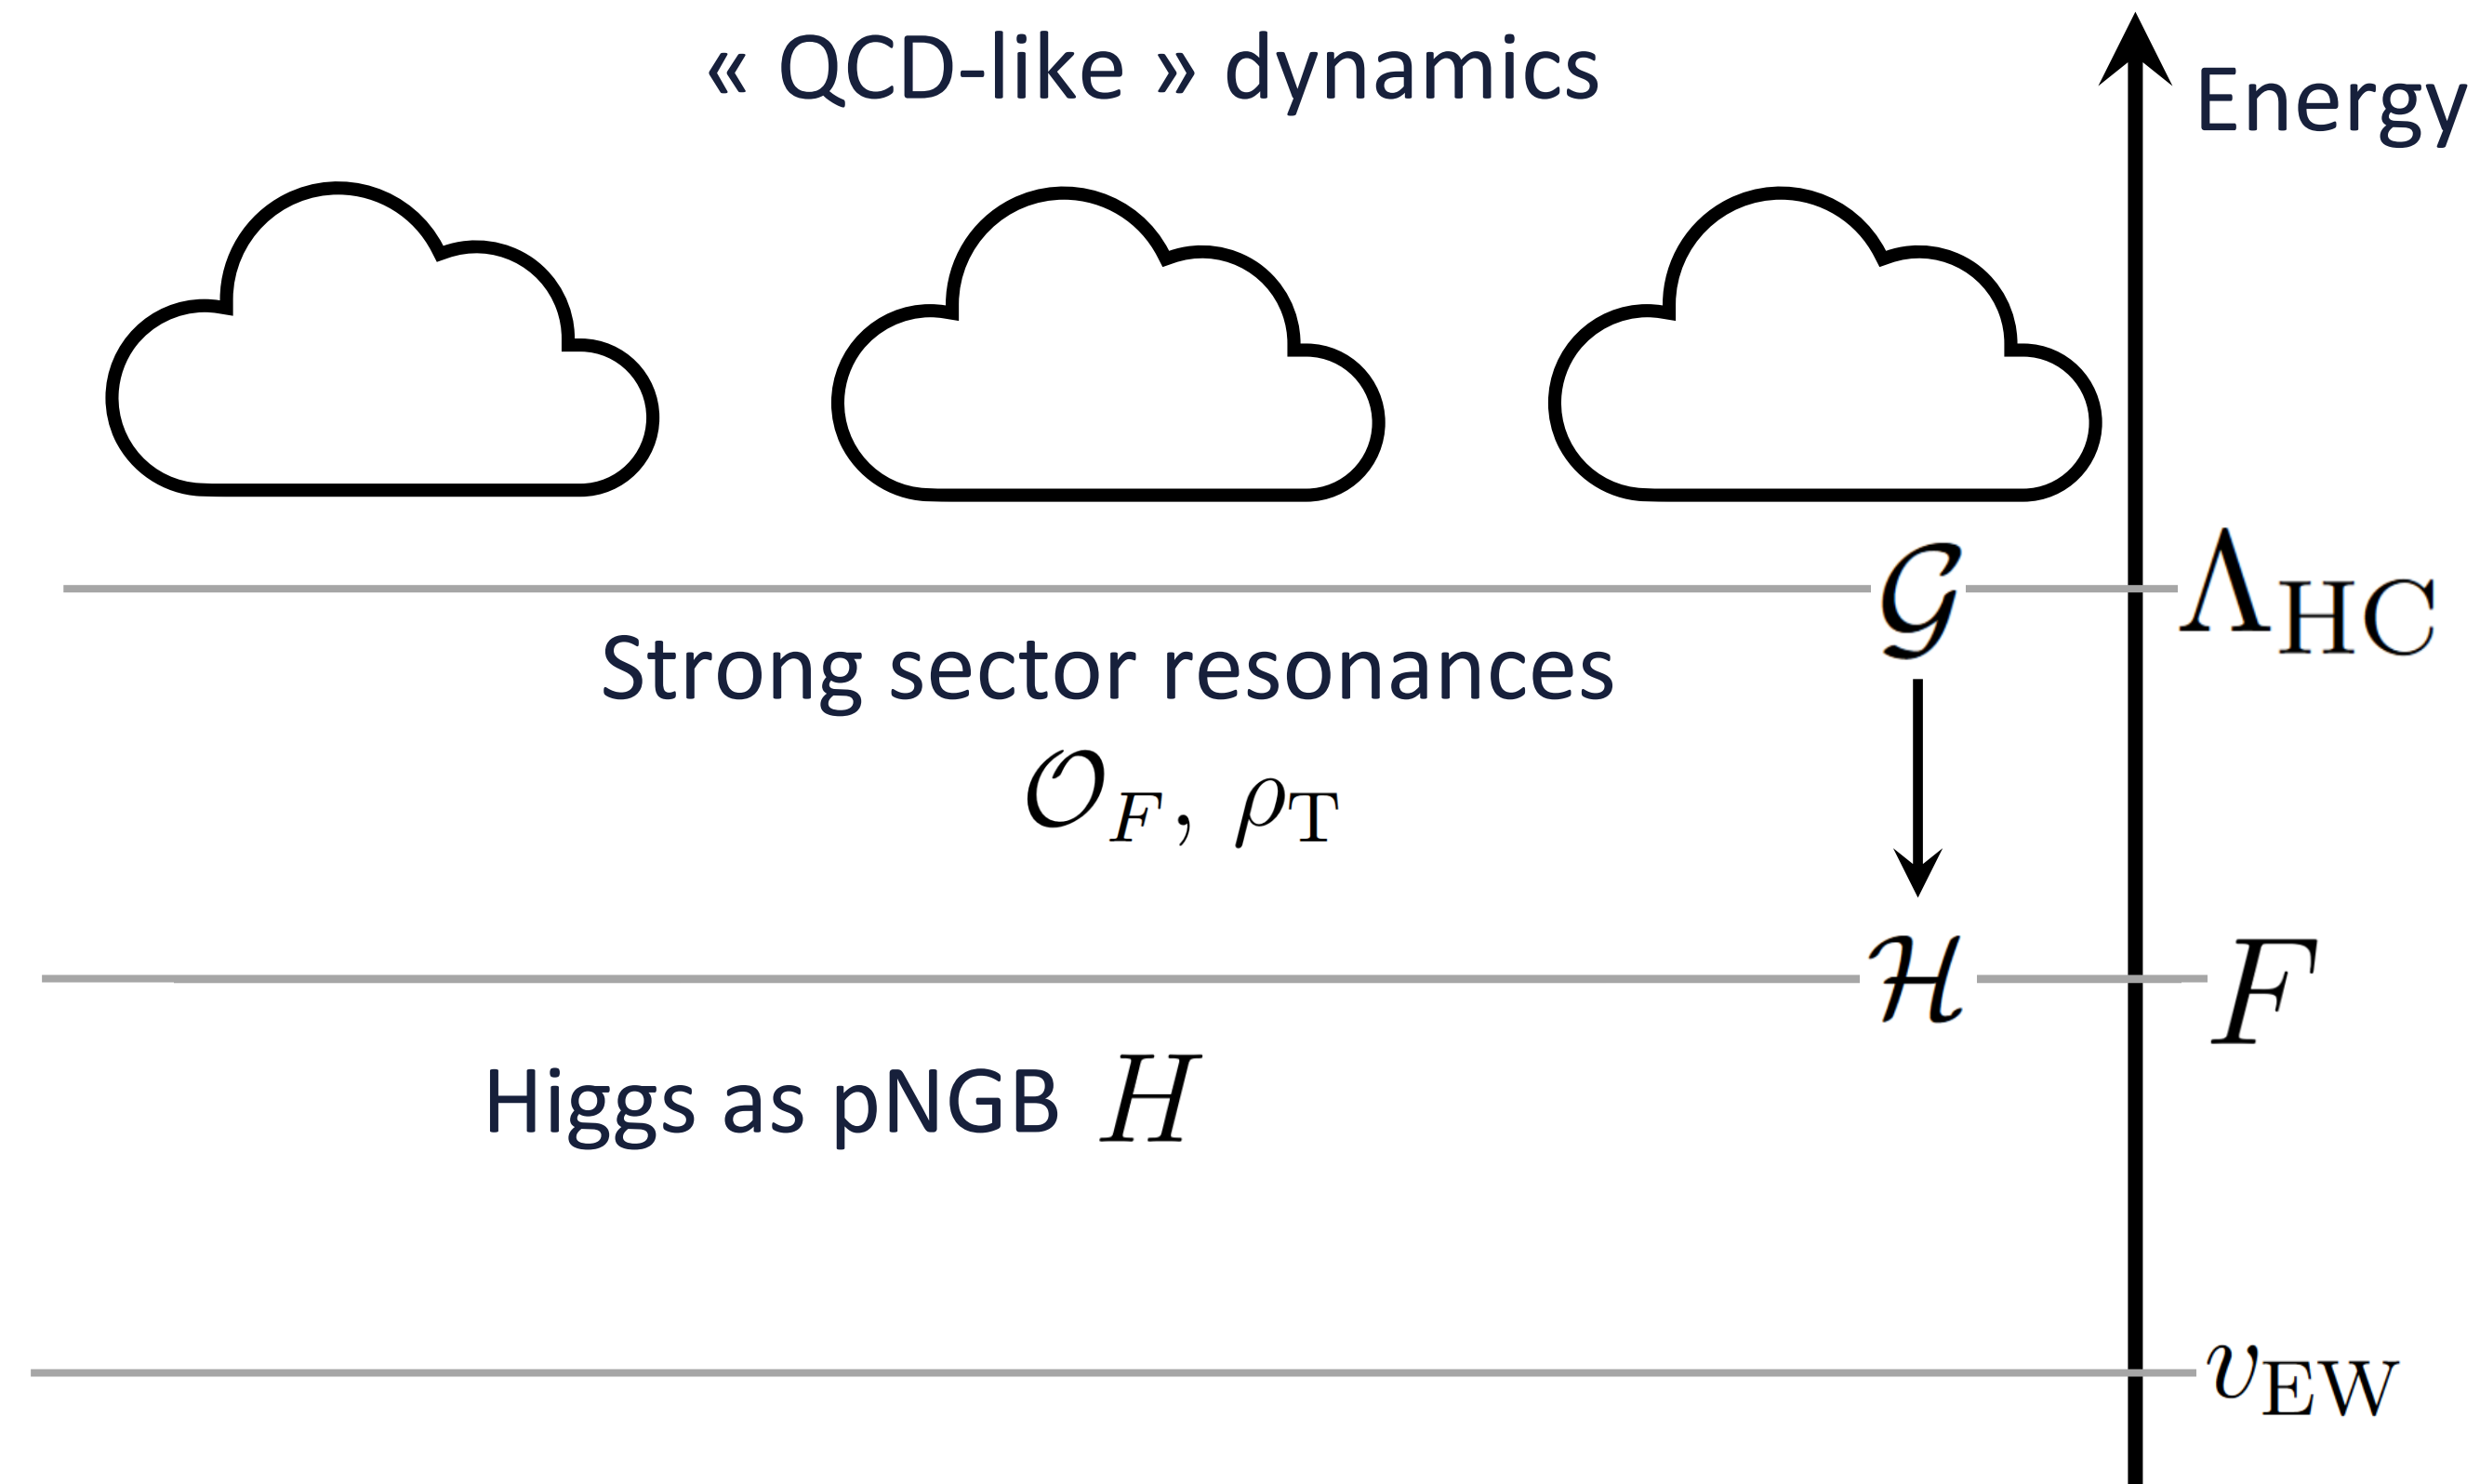 « QCD-like » dynamics
Energy
𝒢
Λ_HC
Strong sector resonances
𝒪_F, ρ_T
ℋ
F
Higgs as pNGB H
v_EW